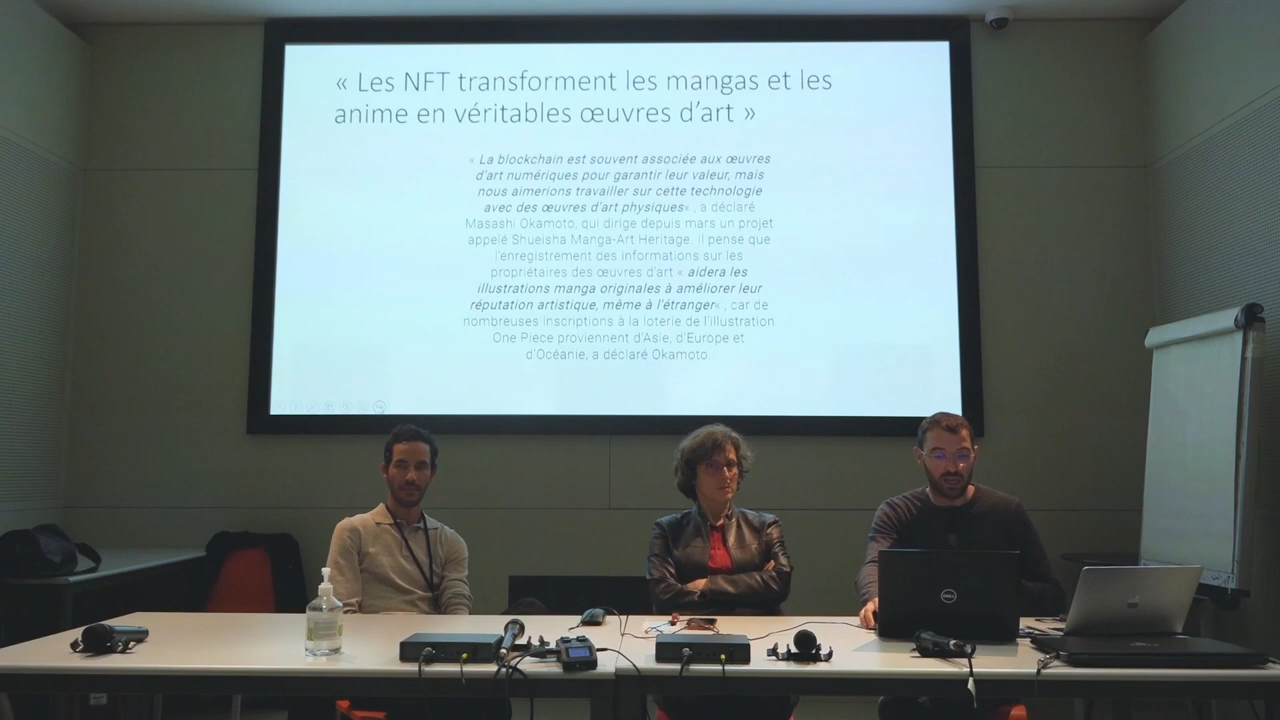 « Les NFT transforment les mangas et les
anime en véritables œuvres d’art »
« La blockchain est souvent associée aux œuvres
d’art numériques pour garantir leur valeur, mais
nous aimerions travailler sur cette technologie
avec des œuvres d’art physiques« , a déclaré
Masashi Okamoto, qui dirige depuis mars un projet
appelé Shueisha Manga-Art Heritage. Il pense que
l’enregistrement des informations sur les
propriétaires des œuvres d’art « aidera les
illustrations manga originales à améliorer leur
réputation artistique, même à l’étranger« , car de
nombreuses inscriptions à la loterie de l’illustration
One Piece proviennent d’Asie, d’Europe et
d’Océanie, a déclaré Okamoto.
DELL